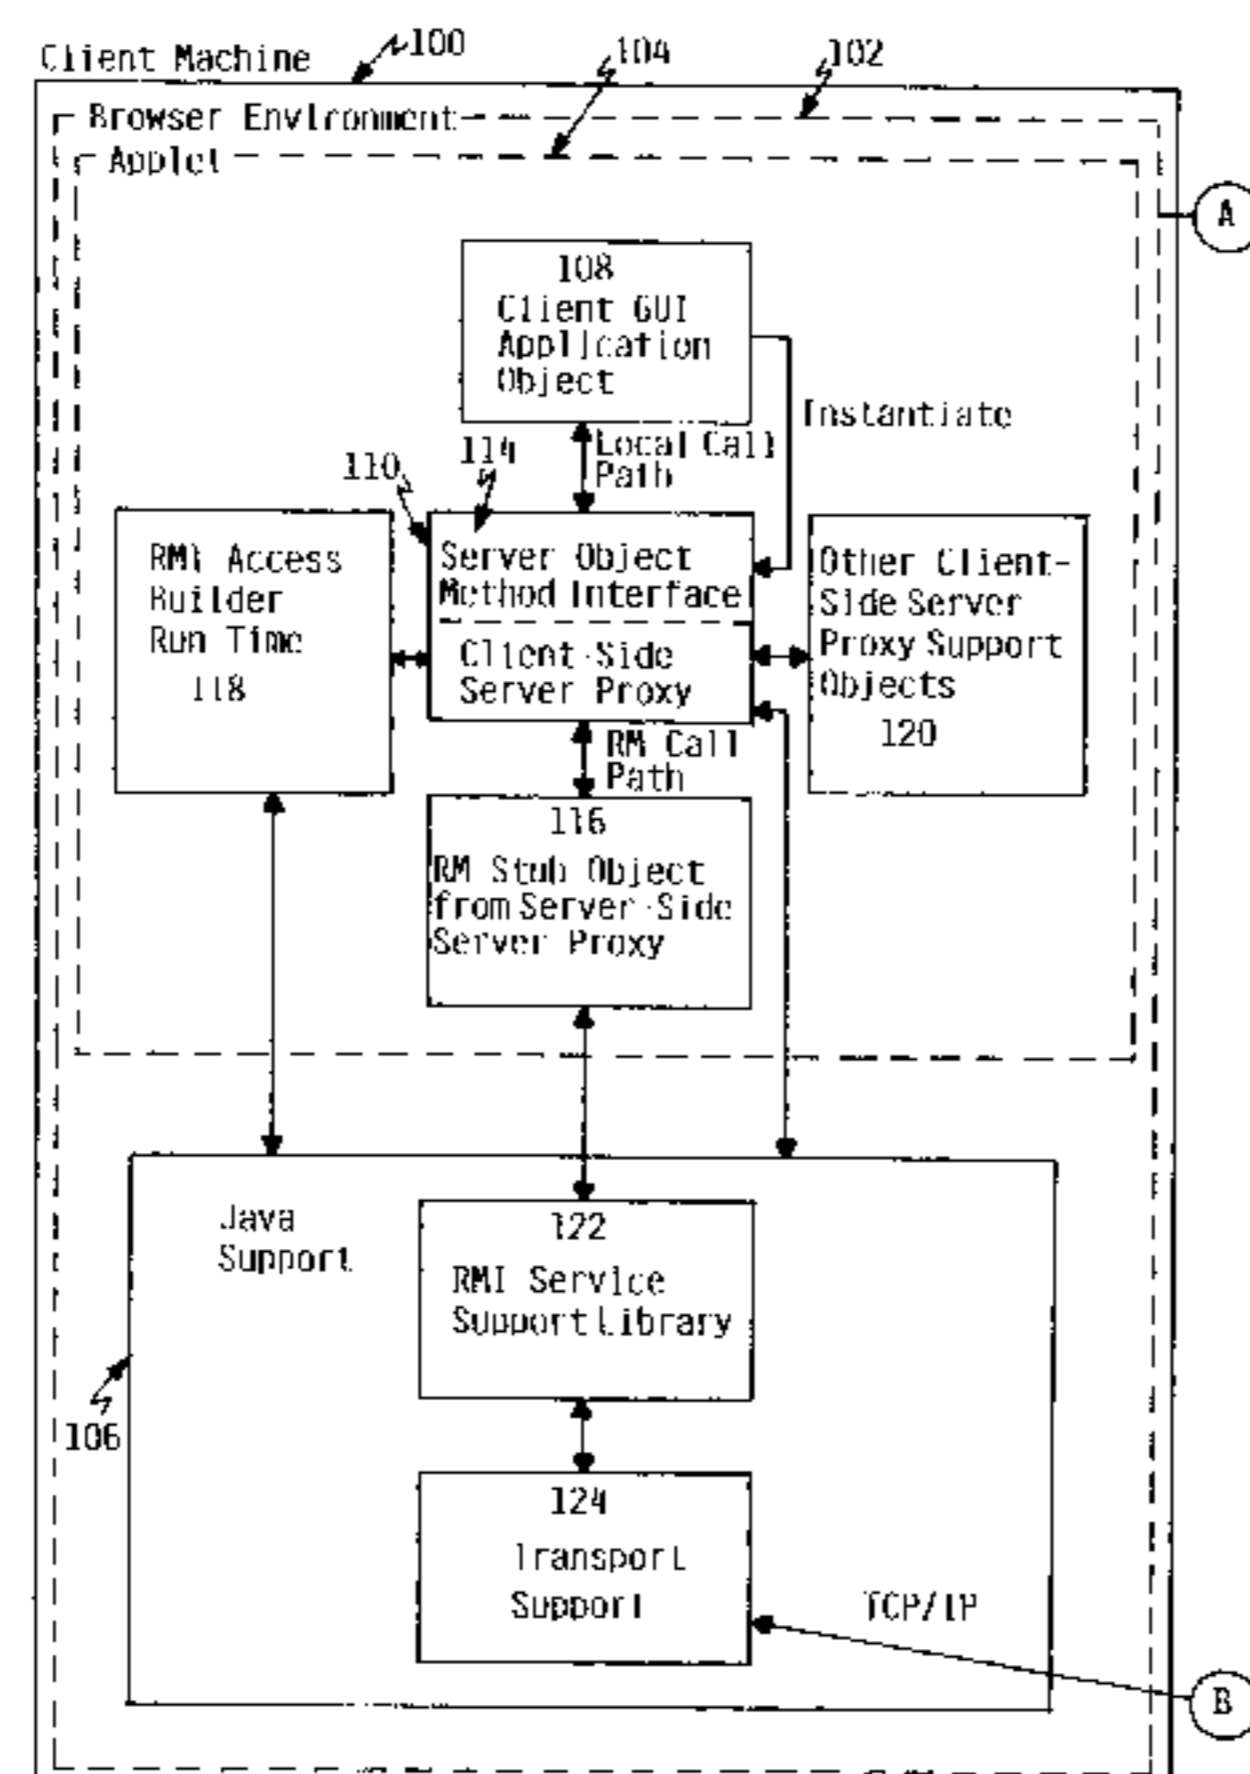 Client Machine
100
104
102
Browser Environment
Applet
A
108
Client GUI
Application
Object
Instantiate
Local Call
Path
110
114
RMI Access
Builder
Run Time
118
Server Object
Method Interface
Client-Side
Server Proxy
Other Client-
Side Server
Proxy Support
Objects
120
RM Call
Path
116
RM Stub Object
from Server-Side
Server Proxy
Java
Support
122
RMI Service
Support Library
106
124
Transport
Support
TCP/IP
B